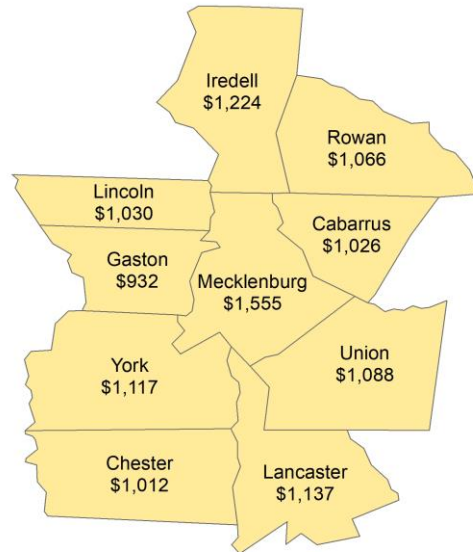 Iredell
$1,224
Rowan
$1,066
Lincoln
$1,030
Cabarrus
$1,026
Gaston
$932
Mecklenburg
$1,555
Union
$1,088
York
$1,117
Chester
$1,012
Lancaster
$1,137